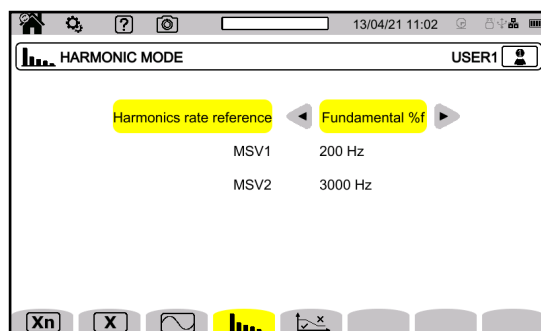 ? 13/04/21 11:02
HARMONIC MODE USER1
Harmonics rate reference Fundamental %f
MSV1 200 Hz
MSV2 3000 Hz
Xn X x